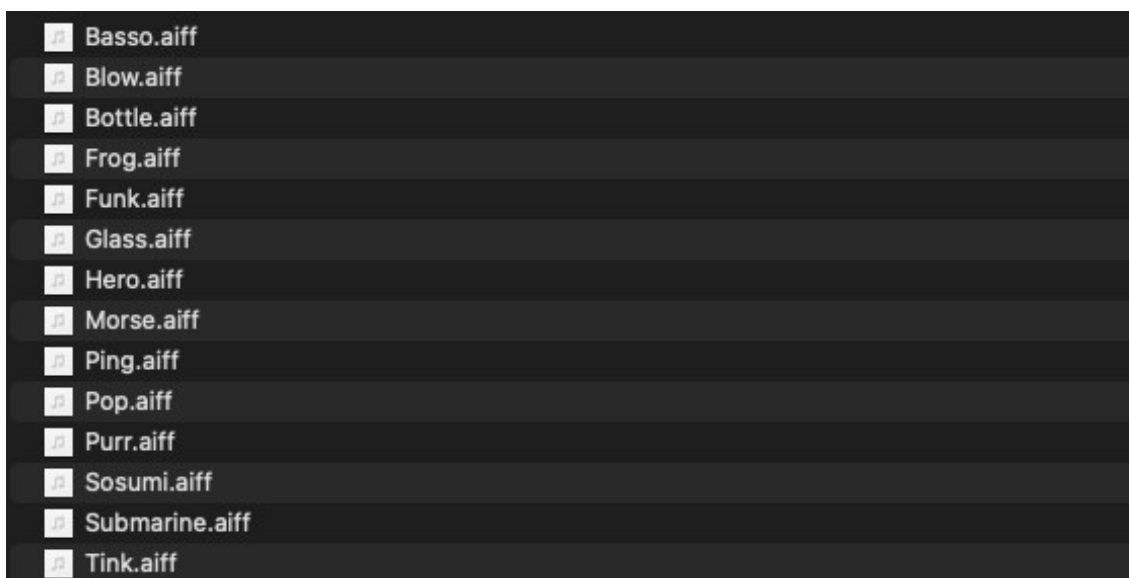 Basso.aiff
Blow.aiff
Bottle.aiff
Frog.aiff
Funk.aiff
Glass.aiff
Hero.aiff
Morse.aiff
Ping.aiff
Pop.aiff
Purr.aiff
Sosumi.aiff
Submarine.aiff
Tink.aiff